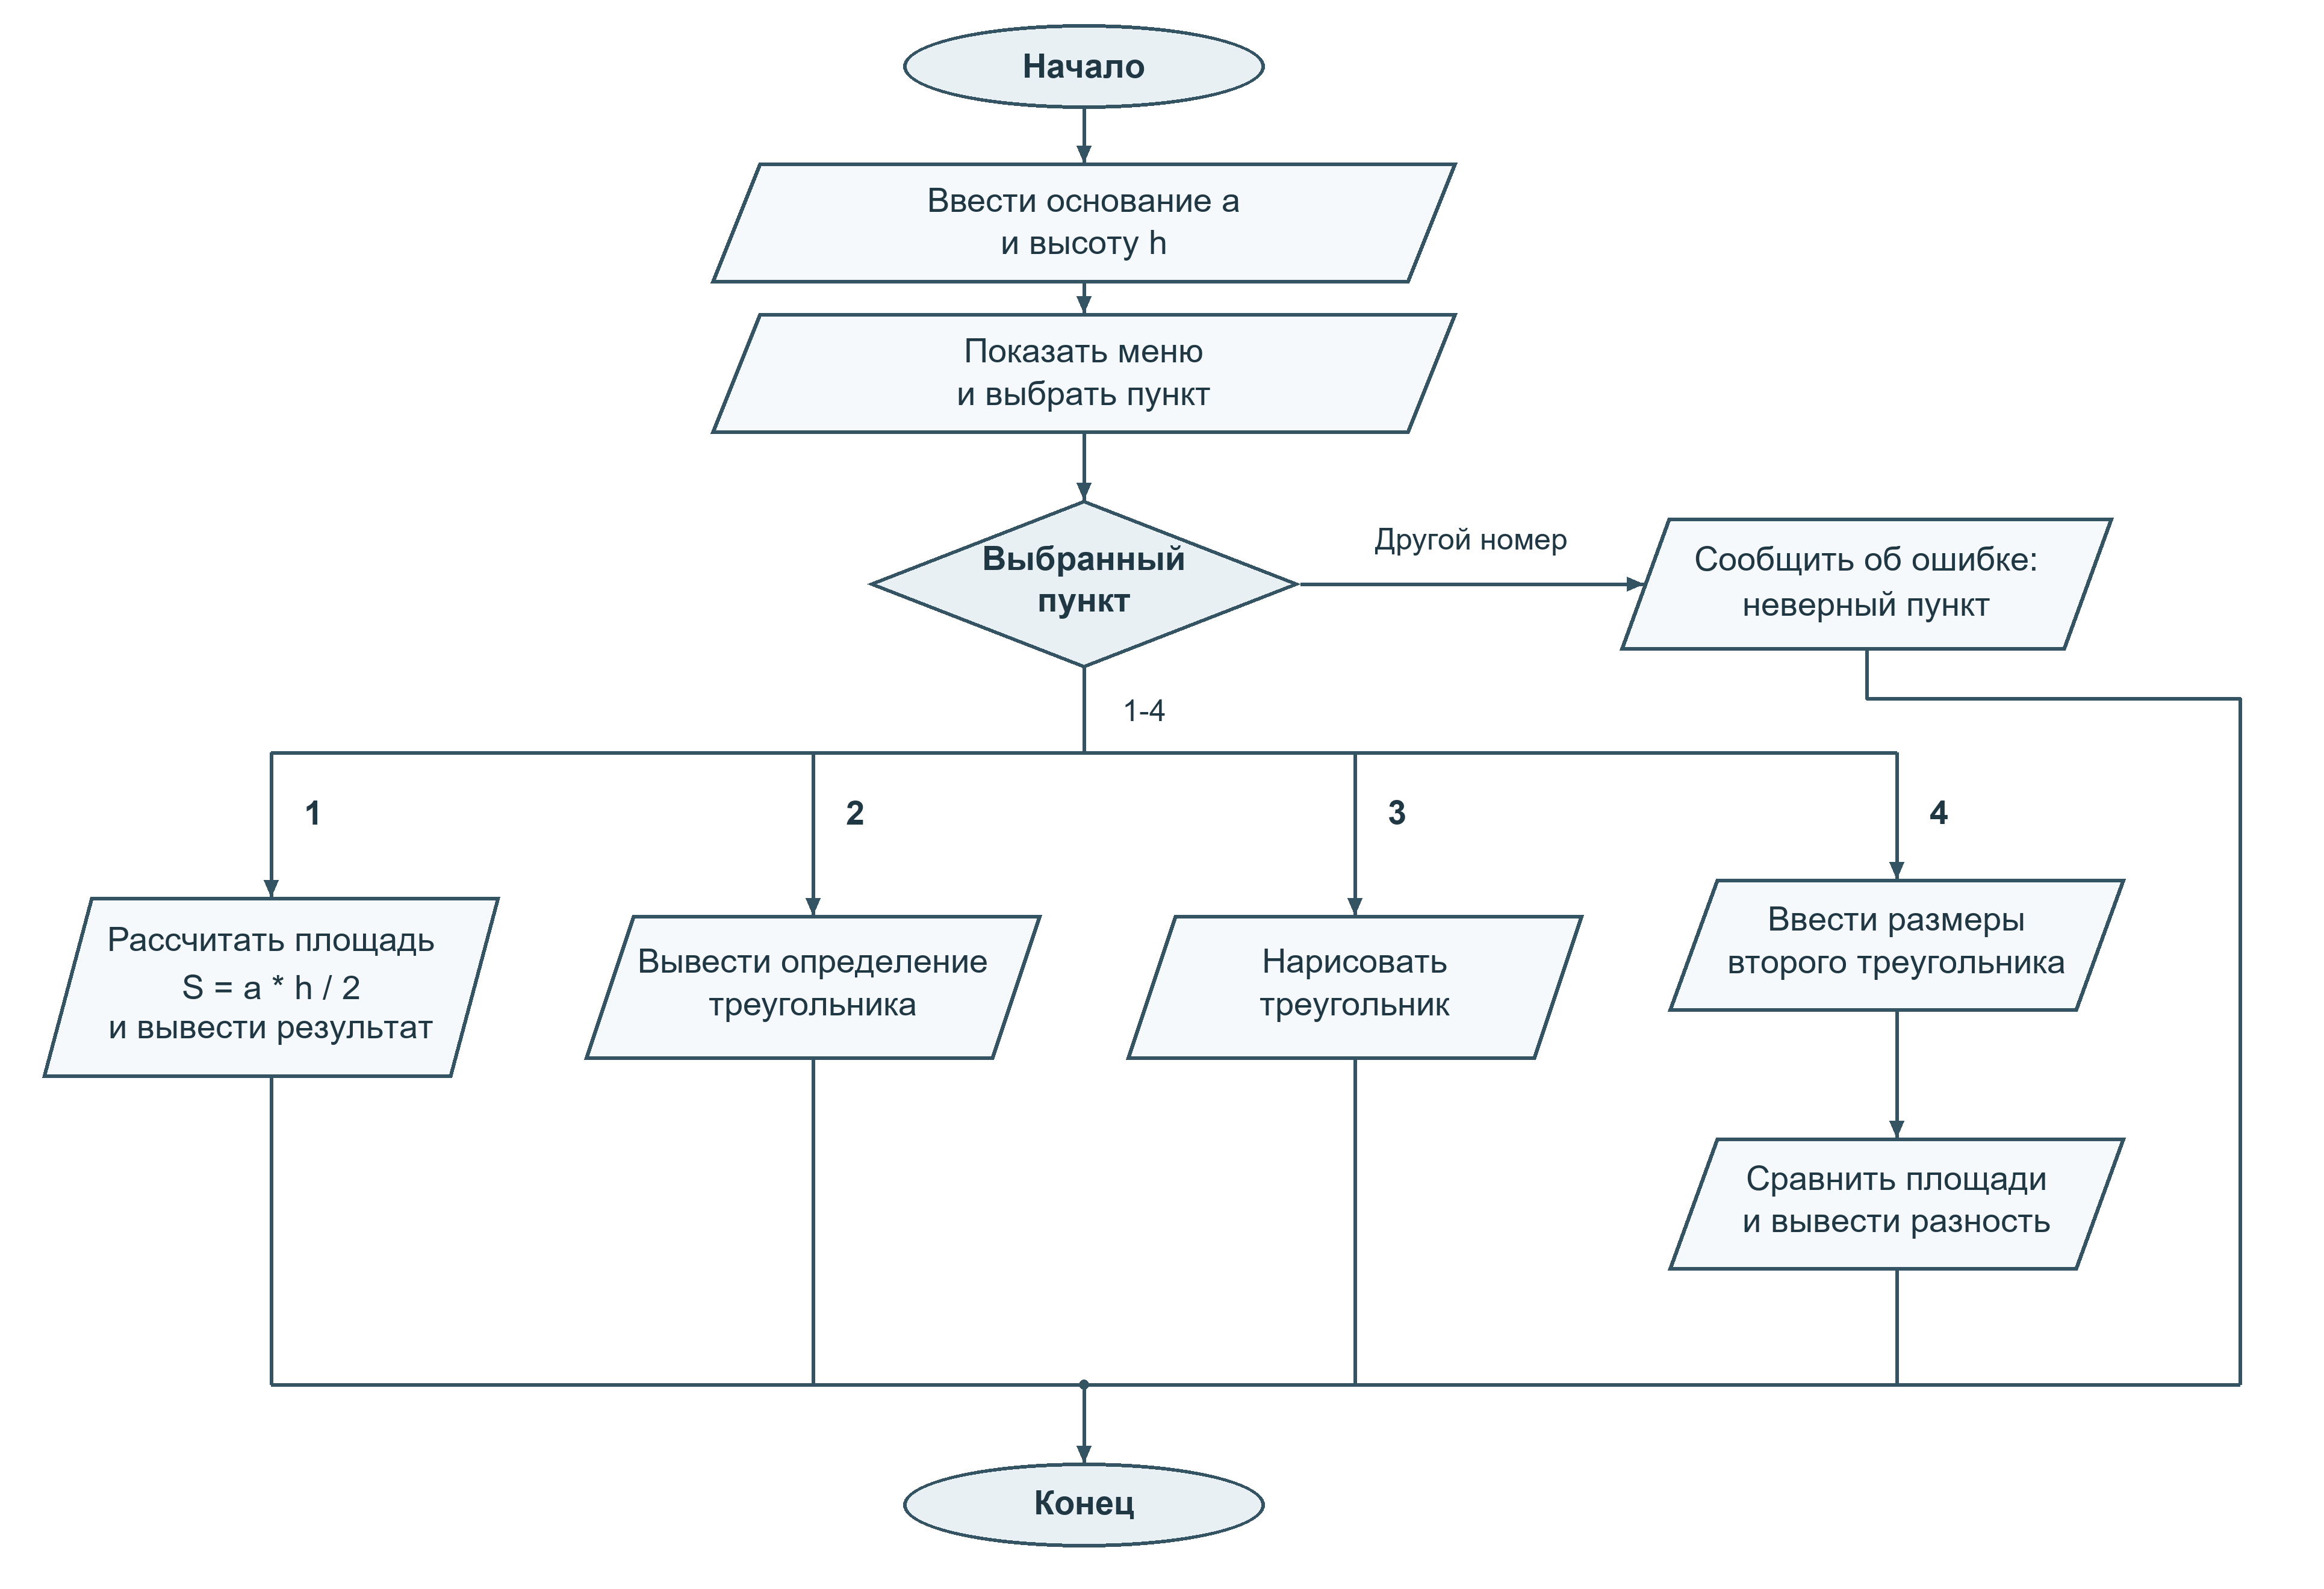 Начало
Ввести основание a
и высоту h
Показать меню
и выбрать пункт
Выбранный
пункт
Другой номер
Сообщить об ошибке:
неверный пункт
1-4
1
2
3
4
Рассчитать площадь
S = a * h / 2
и вывести результат
Вывести определение
треугольника
Нарисовать
треугольник
Ввести размеры
второго треугольника
Сравнить площади
и вывести разность
Конец